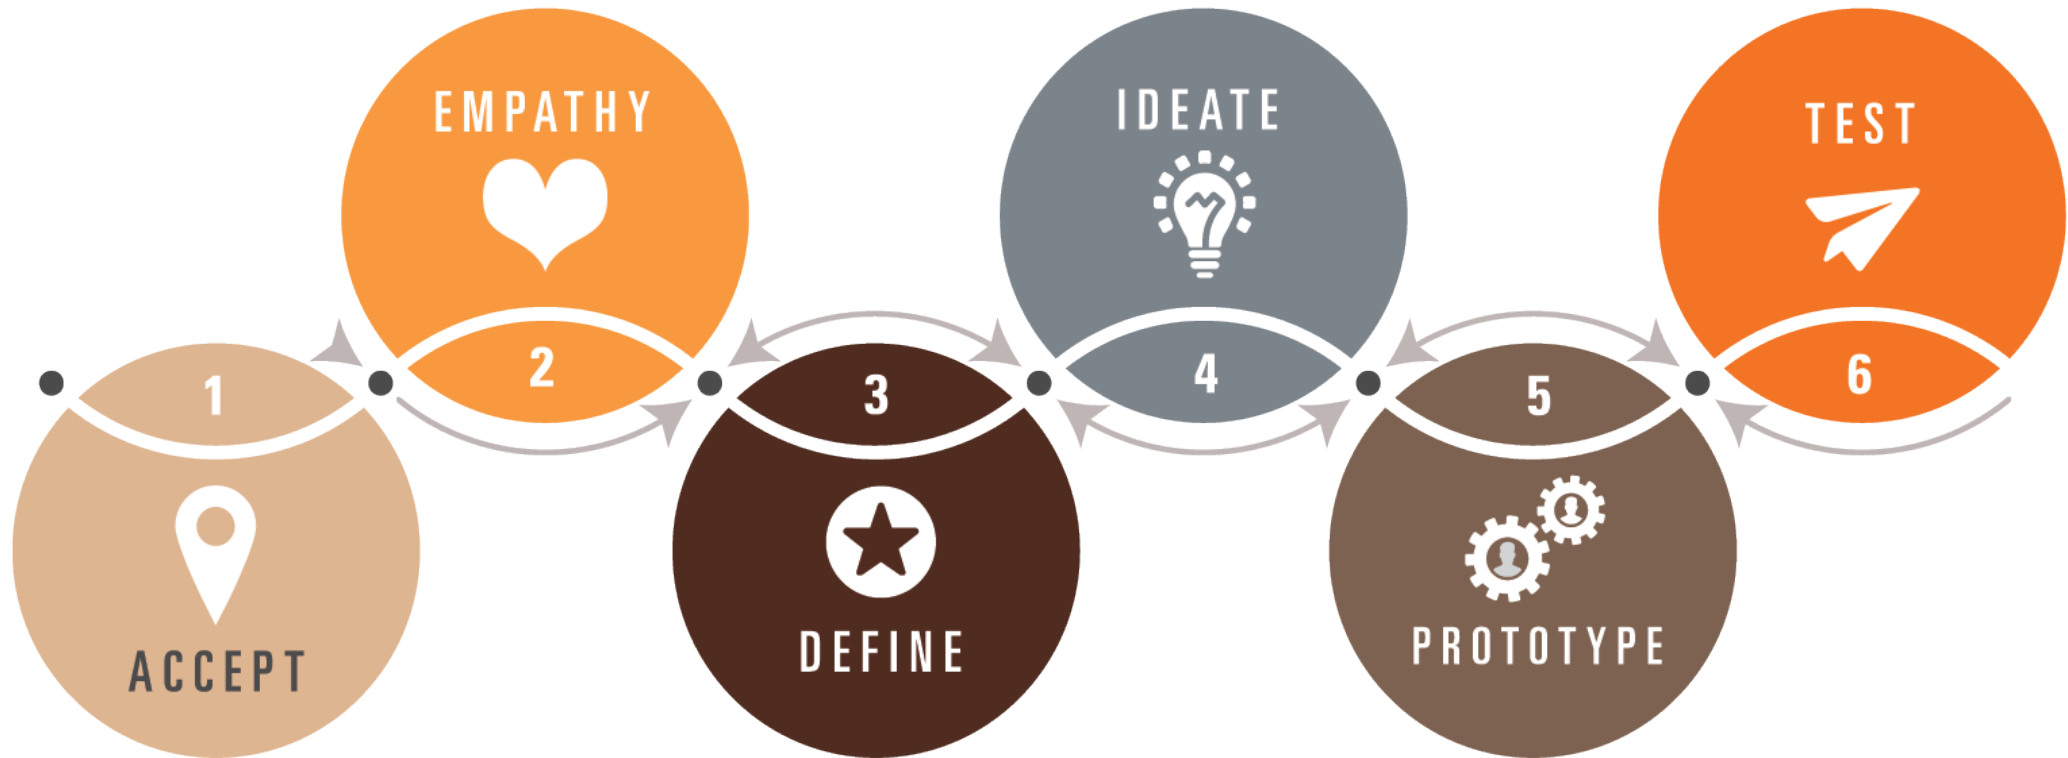 1
ACCEPT
EMPATHY
2
3
DEFINE
IDEATE
4
5
PROTOTYPE
TEST
6